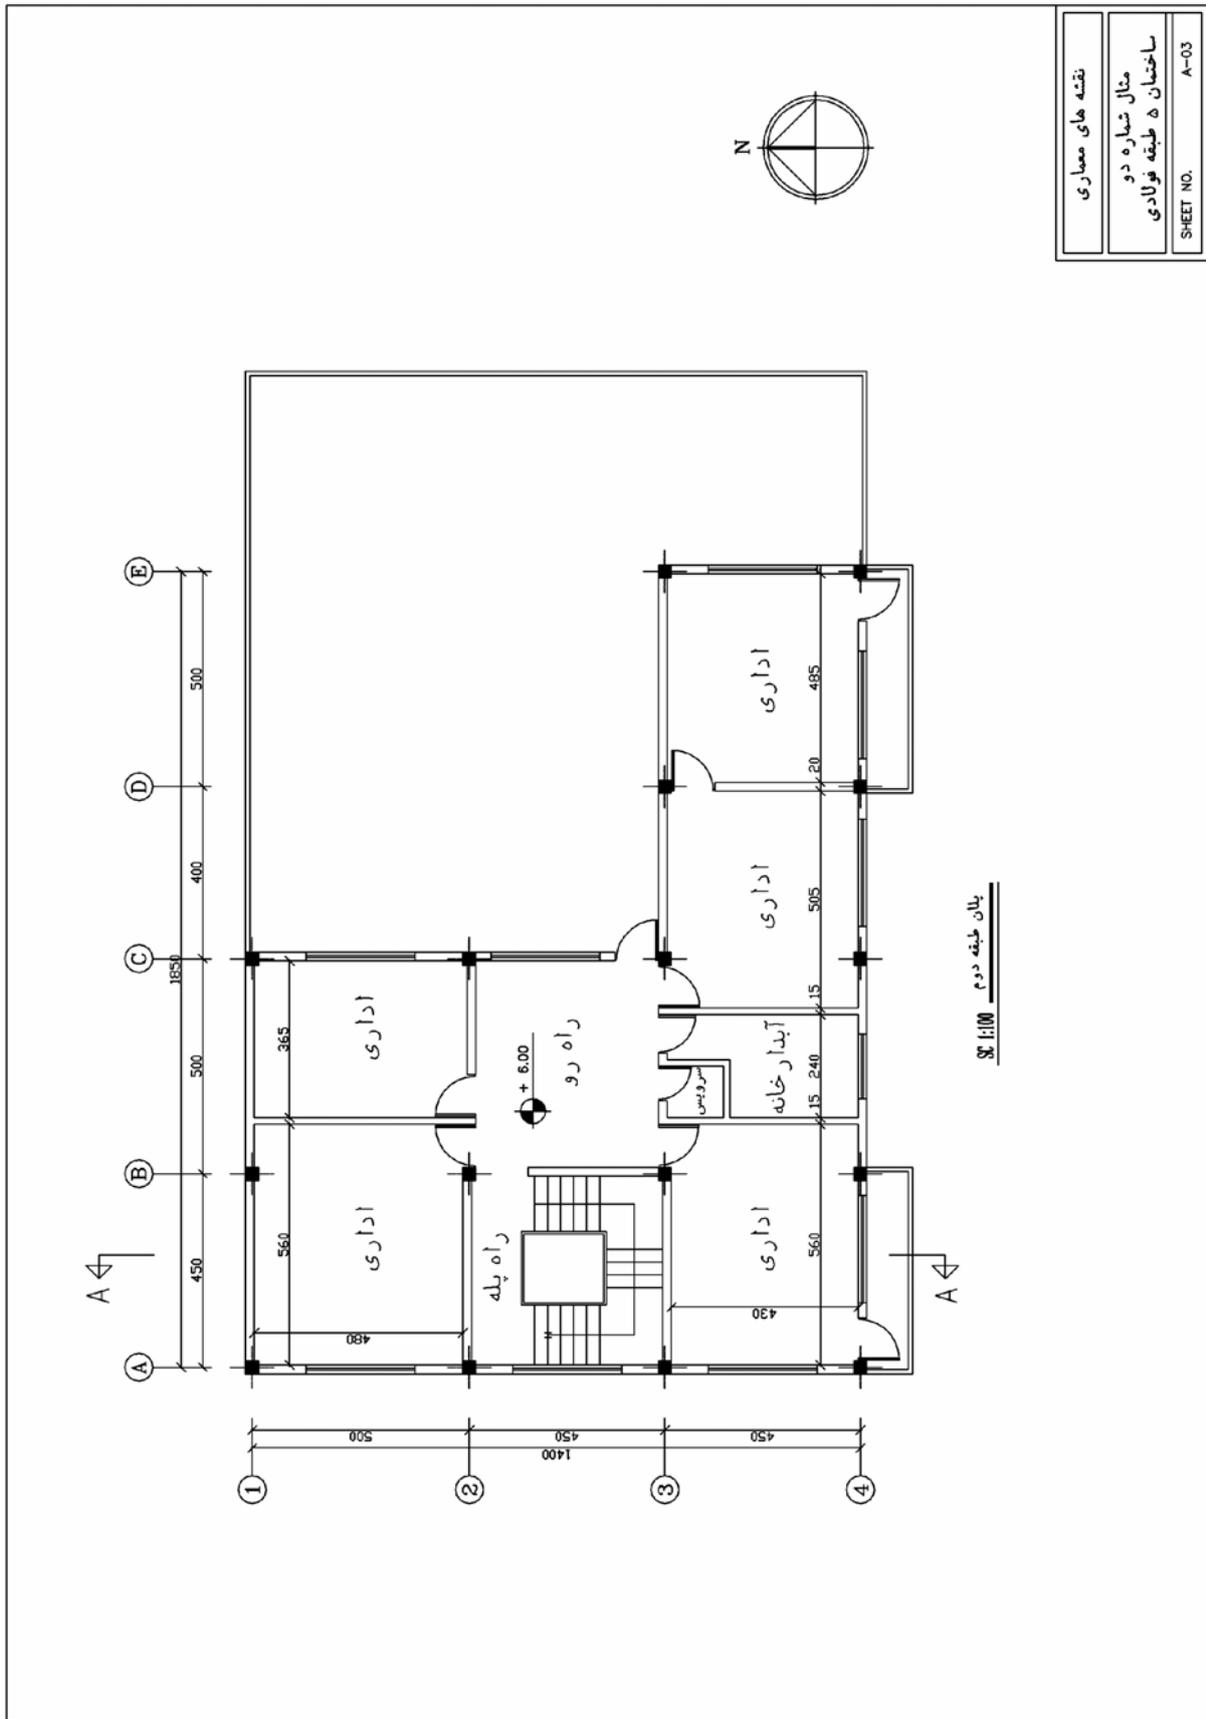 نقشه های معماری
مثال شماره دو
ساختمان ۵ طبقه فولادی
SHEET NO. A-03
N
E
D
C
B
A
500
400
500
450
1850
A
A
اداری
485
20
اداری
505
15
اداری
365
راه رو
+ 6.00
آبدارخانه
240
سرویس
15
اداری
560
راه پله
اداری
560
480
430
500
450
450
1400
1
2
3
4
پلان طبقه دوم
SC 1:100